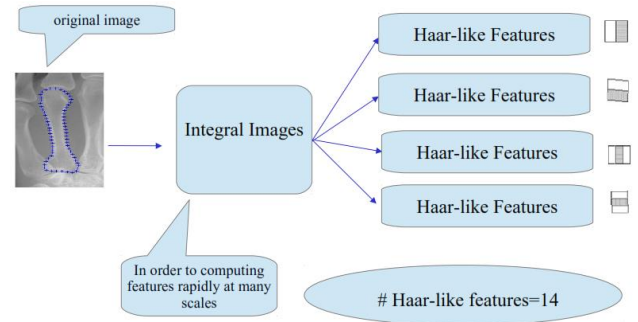 original image
Haar-like Features
Haar-like Features
Integral Images
Haar-like Features
Haar-like Features
In order to computing
features rapidly at many
scales
# Haar-like features=14